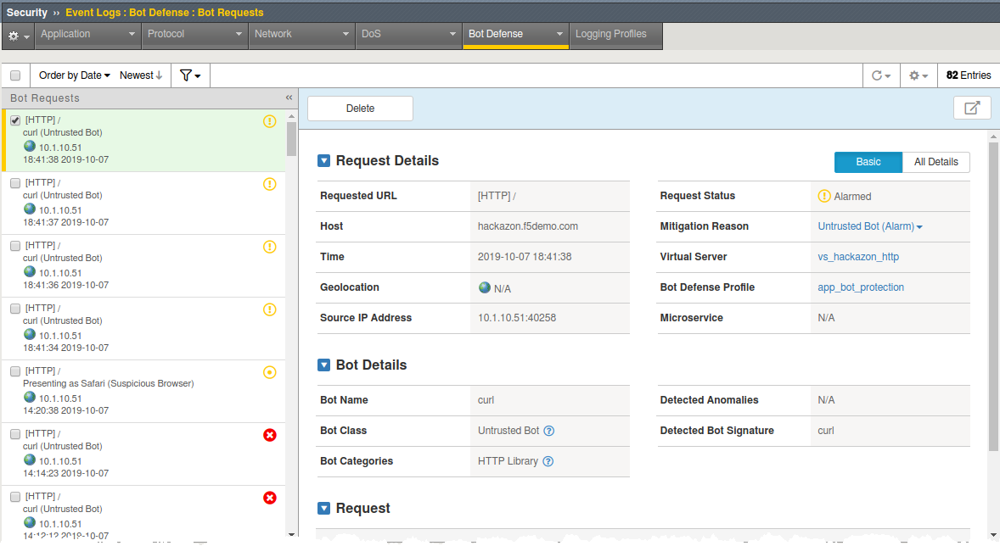 Security ›› Event Logs : Bot Defense : Bot Requests
Application Protocol Network DoS Bot Defense Logging Profiles
Order by Date Newest 82 Entries
Bot Requests «
Delete
[HTTP] /
curl (Untrusted Bot)
10.1.10.51
18:41:38 2019-10-07
[HTTP] /
curl (Untrusted Bot)
10.1.10.51
18:41:37 2019-10-07
[HTTP] /
curl (Untrusted Bot)
10.1.10.51
18:41:36 2019-10-07
[HTTP] /
curl (Untrusted Bot)
10.1.10.51
18:41:34 2019-10-07
[HTTP] /
Presenting as Safari (Suspicious Browser)
10.1.10.51
14:20:38 2019-10-07
[HTTP] /
curl (Untrusted Bot)
10.1.10.51
14:14:23 2019-10-07
[HTTP] /
curl (Untrusted Bot)
10.1.10.51
14:12:12 2019-10-07
Request Details
Basic All Details
Requested URL [HTTP] /
Host hackazon.f5demo.com
Time 2019-10-07 18:41:38
Geolocation N/A
Source IP Address 10.1.10.51:40258
Request Status Alarmed
Mitigation Reason Untrusted Bot (Alarm)
Virtual Server vs_hackazon_http
Bot Defense Profile app_bot_protection
Microservice N/A
Bot Details
Bot Name curl
Bot Class Untrusted Bot ?
Bot Categories HTTP Library ?
Detected Anomalies N/A
Detected Bot Signature curl
Request